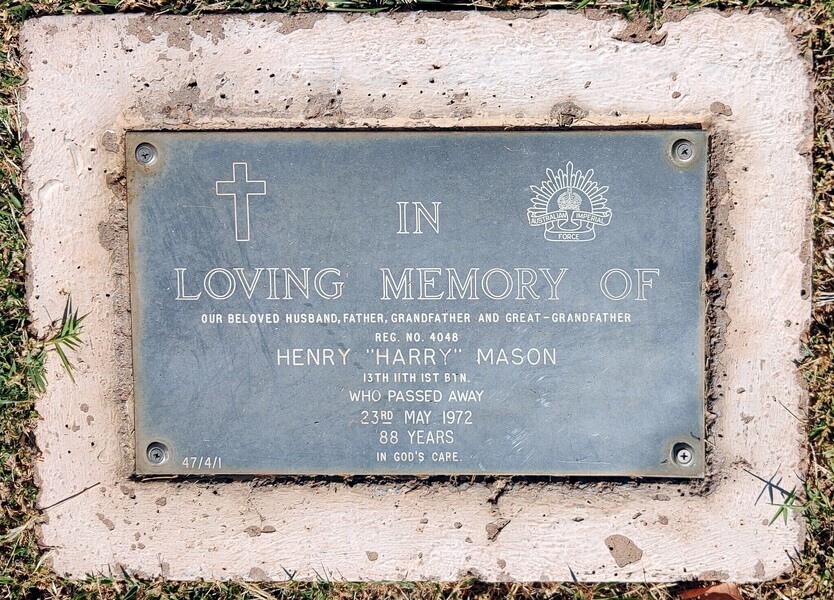 IN
AUSTRALIAN IMPERIAL
FORCE
LOVING MEMORY OF
OUR BELOVED HUSBAND, FATHER, GRANDFATHER AND GREAT-GRANDFATHER
REG. NO. 4048
HENRY "HARRY" MASON
13TH 11TH 1ST BTN.
WHO PASSED AWAY
23RD MAY 1972
88 YEARS
IN GOD'S CARE.
47/4/1